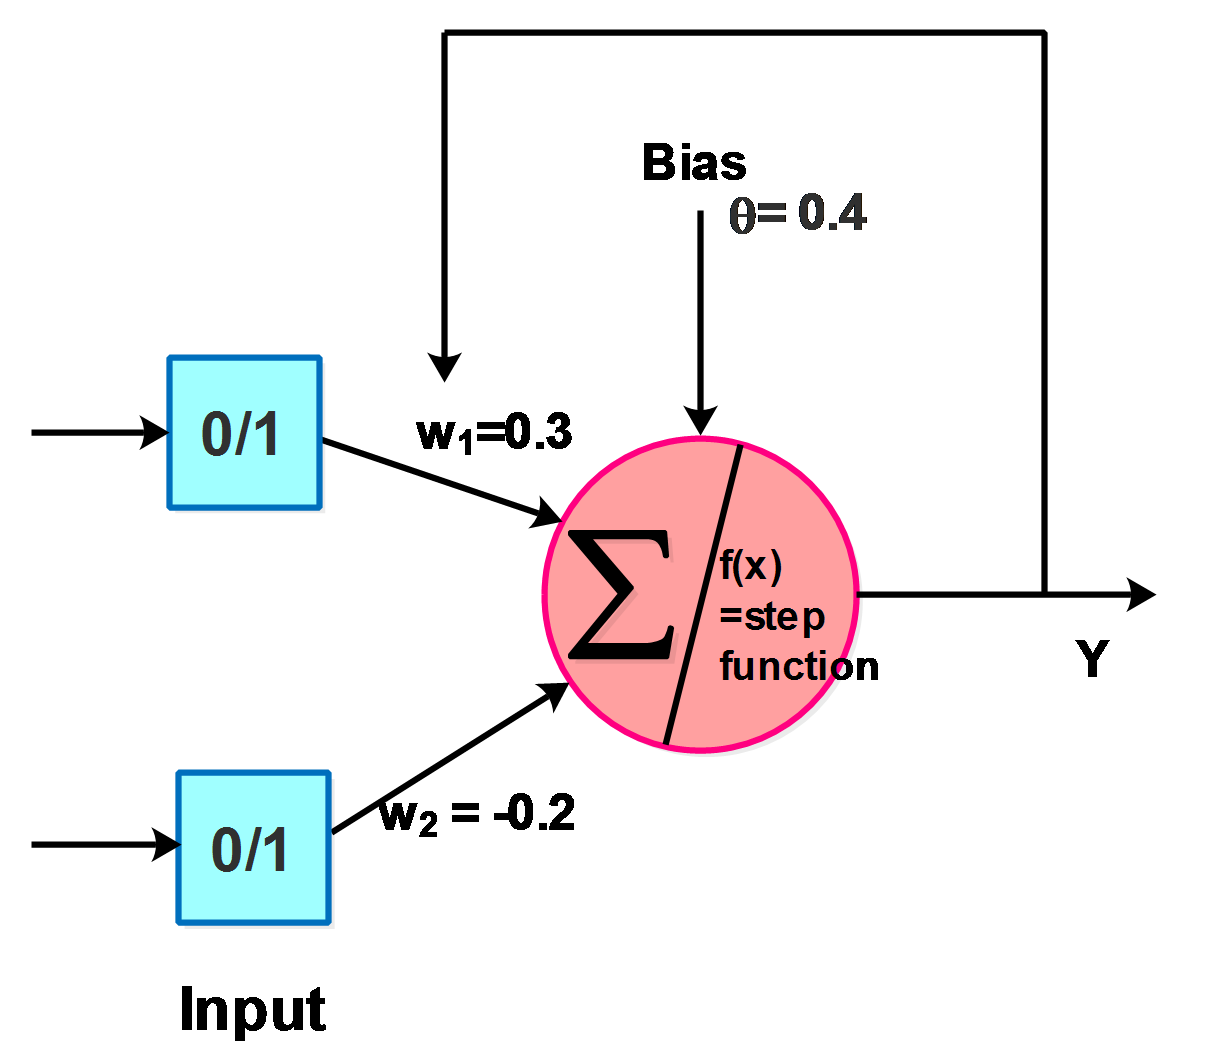 Bias
θ= 0.4
0/1
w₁=0.3
Σ
f(x)
=step
function
Y
0/1
w₂ = -0.2
Input